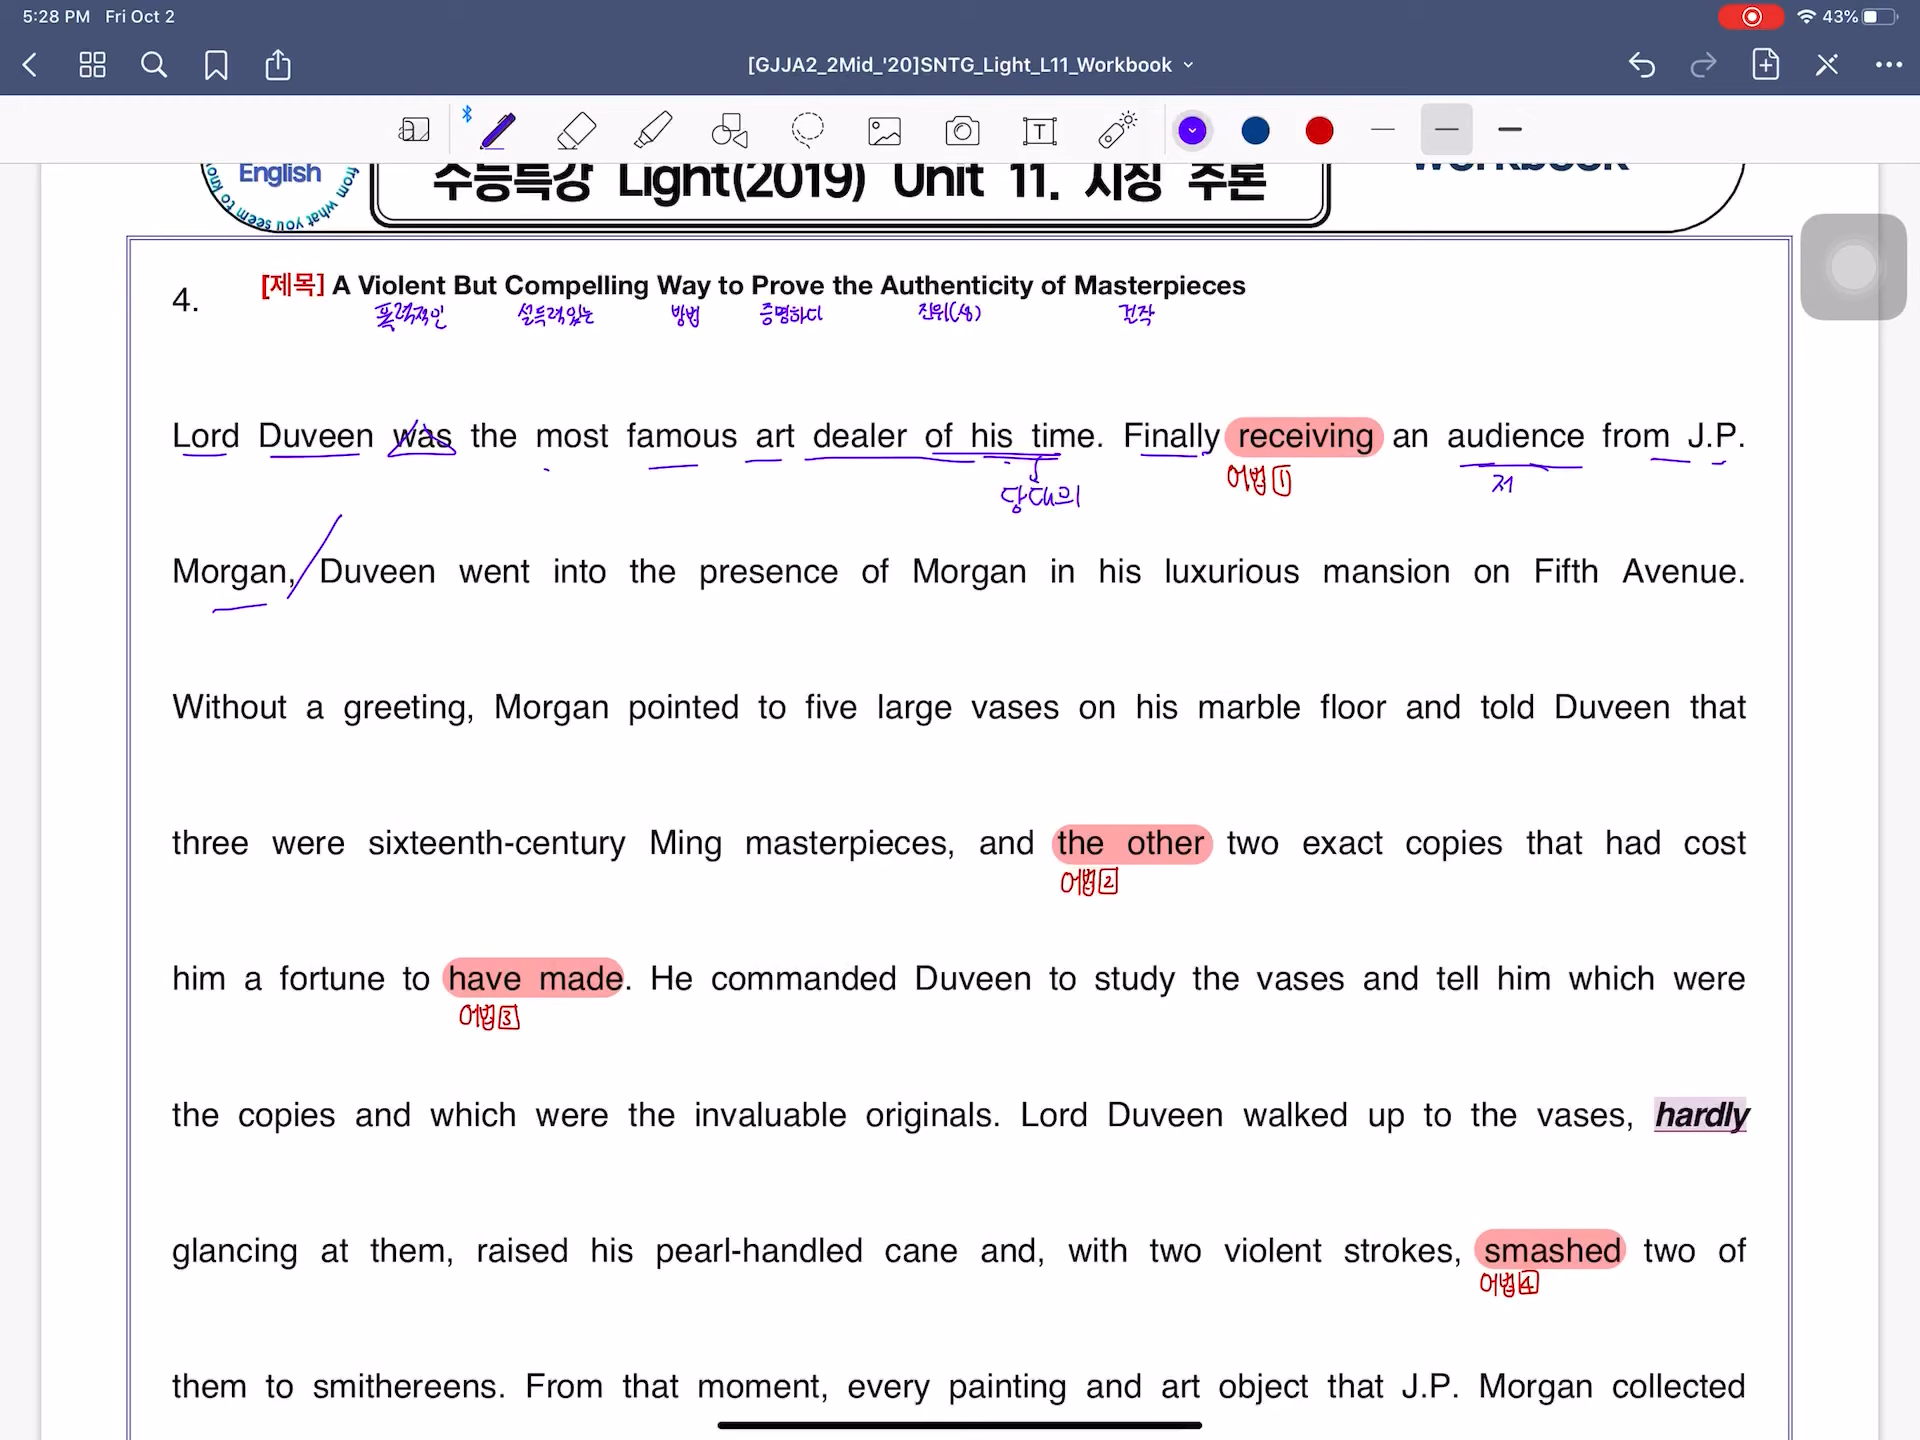 5:28 PM Fri Oct 2
43%
[GJJA2_2Mid_'20]SNTG_Light_L11_Workbook
English
from what you seem to know
수능특강 Light(2019) Unit 11. 시징 추론
Workbook
4.
[제목] A Violent But Compelling Way to Prove the Authenticity of Masterpieces
폭력적인 설득력있는 방법 증명하다 진위(성) 걸작
Lord Duveen was the most famous art dealer of his time. Finally receiving an audience from J.P.
당대의 어법1 저
Morgan, Duveen went into the presence of Morgan in his luxurious mansion on Fifth Avenue.
Without a greeting, Morgan pointed to five large vases on his marble floor and told Duveen that
three were sixteenth-century Ming masterpieces, and the other two exact copies that had cost
어법2
him a fortune to have made. He commanded Duveen to study the vases and tell him which were
어법3
the copies and which were the invaluable originals. Lord Duveen walked up to the vases, hardly
glancing at them, raised his pearl-handled cane and, with two violent strokes, smashed two of
어법4
them to smithereens. From that moment, every painting and art object that J.P. Morgan collected